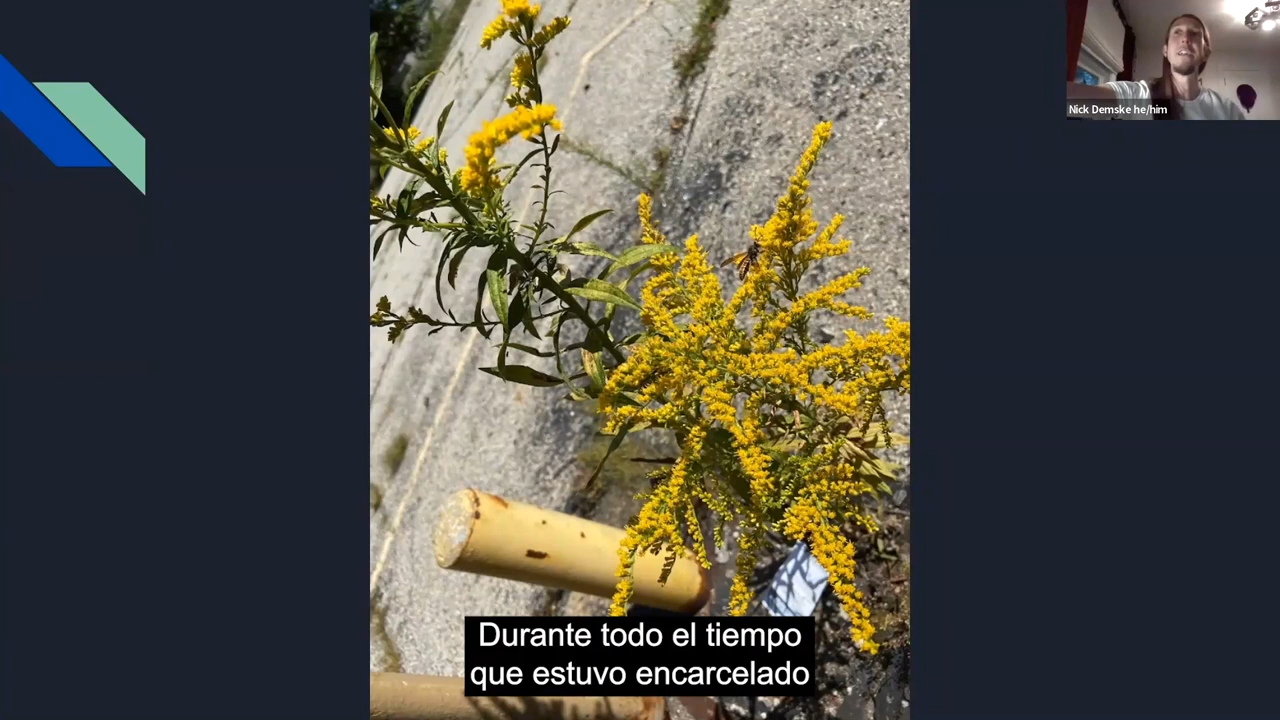 Nick Demske he/him
Durante todo el tiempo
que estuvo encarcelado